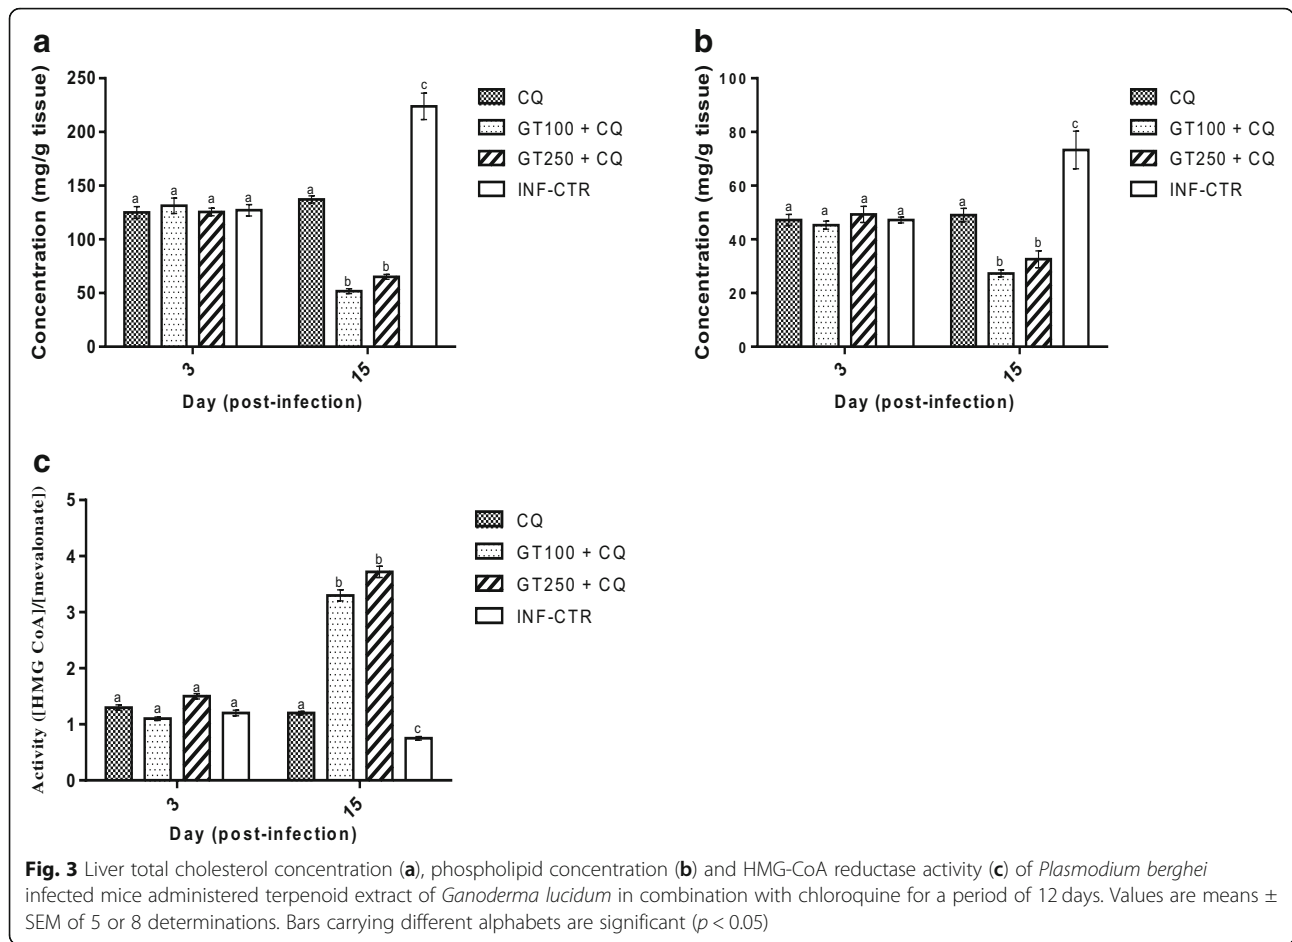 a
250
200
150
100
50
0
Concentration (mg/g tissue)
a
a
a
a
a
b
b
c
3
15
Day (post-infection)
CQ
GT100 + CQ
GT250 + CQ
INF-CTR
b
100
80
60
40
20
0
Concentration (mg/g tissue)
a
a
a
a
a
b
b
c
3
15
Day (post-infection)
CQ
GT100 + CQ
GT250 + CQ
INF-CTR
c
5
4
3
2
1
0
Activity ([HMG CoA]/[mevalonate])
a
a
a
a
a
b
b
c
3
15
Day (post-infection)
CQ
GT100 + CQ
GT250 + CQ
INF-CTR
Fig. 3 Liver total cholesterol concentration (a), phospholipid concentration (b) and HMG-CoA reductase activity (c) of Plasmodium berghei
infected mice administered terpenoid extract of Ganoderma lucidum in combination with chloroquine for a period of 12 days. Values are means ±
SEM of 5 or 8 determinations. Bars carrying different alphabets are significant (p < 0.05)